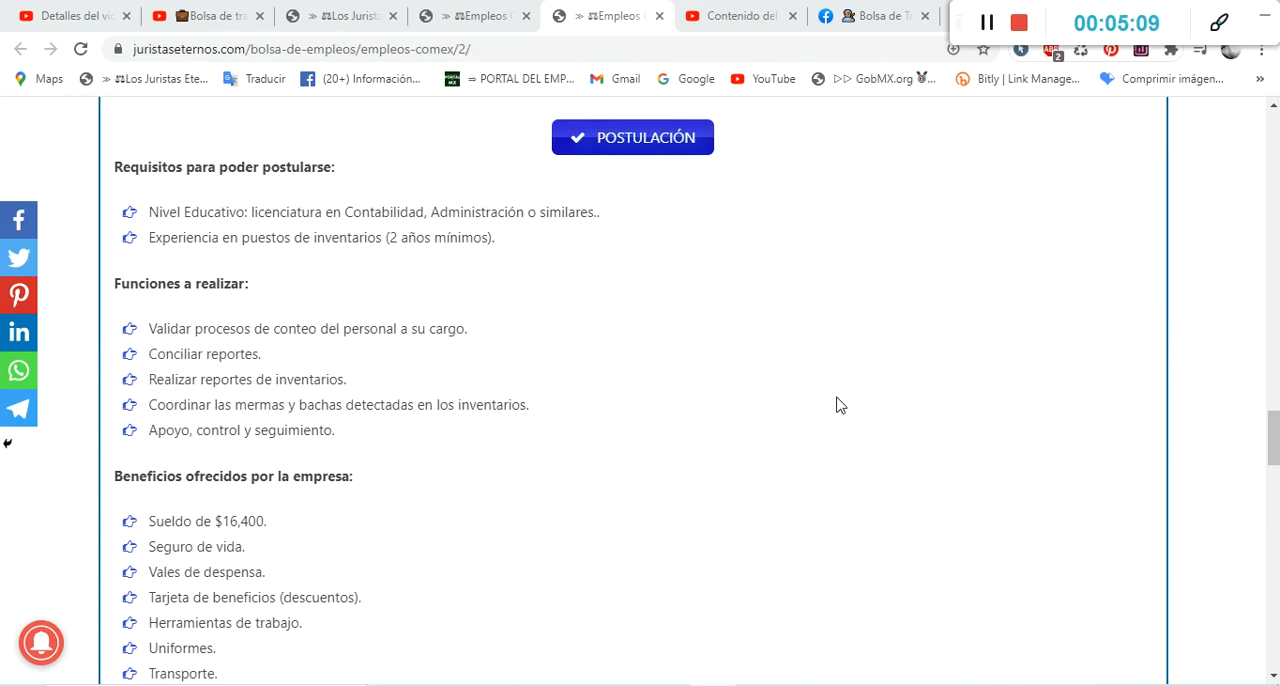 Detalles del vi
Bolsa de tra
» ⚖Los Jurista
» ⚖Empleos C
» ⚖Empleos C
Contenido del
Bolsa de T
00:05:09
juristaseternos.com/bolsa-de-empleos/empleos-comex/2/
Maps
» ⚖Los Juristas Ete...
Traducir
(20+) Información...
⇒ PORTAL DEL EMP...
Gmail
Google
YouTube
▷▷ GobMX.org
Bitly | Link Manage...
Comprimir imágen...
»
✔ POSTULACIÓN
Requisitos para poder postularse:
Nivel Educativo: licenciatura en Contabilidad, Administración o similares..
Experiencia en puestos de inventarios (2 años mínimos).
Funciones a realizar:
Validar procesos de conteo del personal a su cargo.
Conciliar reportes.
Realizar reportes de inventarios.
Coordinar las mermas y bachas detectadas en los inventarios.
Apoyo, control y seguimiento.
Beneficios ofrecidos por la empresa:
Sueldo de $16,400.
Seguro de vida.
Vales de despensa.
Tarjeta de beneficios (descuentos).
Herramientas de trabajo.
Uniformes.
Transporte.